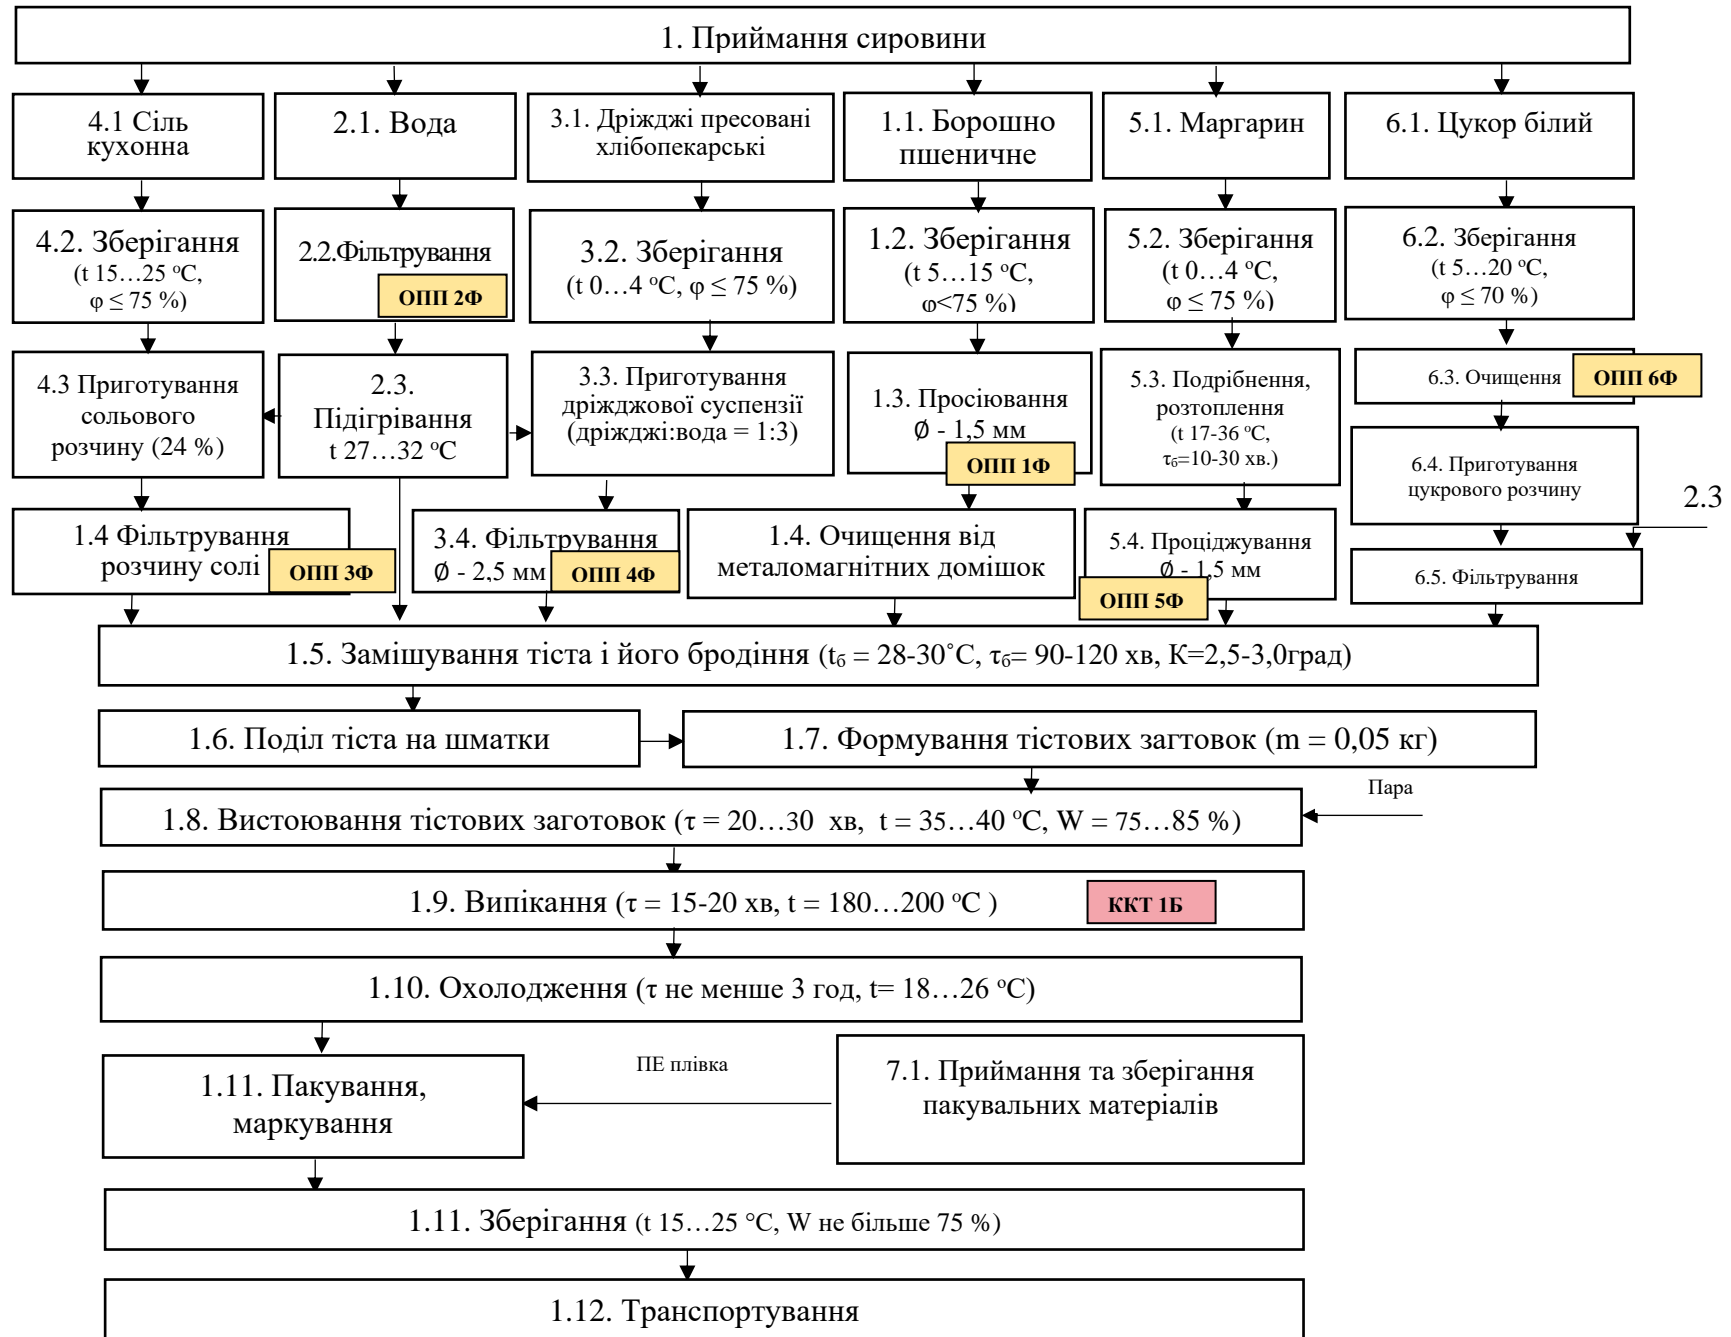 1. Приймання сировини
4.1 Сіль
кухонна
2.1. Вода
3.1. Дріжджі пресовані
хлібопекарські
1.1. Борошно
пшеничне
5.1. Маргарин
6.1. Цукор білий
4.2. Зберігання
(t 15…25 °С,
φ ≤ 75 %)
2.2.Фільтрування
ОПП 2Ф
3.2. Зберігання
(t 0…4 °С, φ ≤ 75 %)
1.2. Зберігання
(t 5…15 °С,
φ<75 %)
5.2. Зберігання
(t 0…4 °С,
φ ≤ 75 %)
6.2. Зберігання
(t 5…20 °С,
φ ≤ 70 %)
4.3 Приготування
сольового
розчину (24 %)
2.3.
Підігрівання
t 27…32 °С
3.3. Приготування
дріжджової суспензії
(дріжджі:вода = 1:3)
1.3. Просіювання
Ø - 1,5 мм
ОПП 1Ф
5.3. Подрібнення,
розтоплення
(t 17-36 °С,
τб=10-30 хв.)
6.3. Очищення
ОПП 6Ф
6.4. Приготування
цукрового розчину
2.3
1.4 Фільтрування
розчину солі
ОПП 3Ф
3.4. Фільтрування
Ø - 2,5 мм
ОПП 4Ф
1.4. Очищення від
металомагнітних домішок
5.4. Проціджування
Ø - 1,5 мм
ОПП 5Ф
6.5. Фільтрування
1.5. Замішування тіста і його бродіння (tб = 28-30˚С, τб= 90-120 хв, К=2,5-3,0град)
1.6. Поділ тіста на шматки
1.7. Формування тістових загтовок (m = 0,05 кг)
Пара
1.8. Вистоювання тістових заготовок (τ = 20…30 хв, t = 35…40 °С, W = 75…85 %)
1.9. Випікання (τ = 15-20 хв, t = 180…200 °С )
ККТ 1Б
1.10. Охолодження (τ не менше 3 год, t= 18…26 °С)
1.11. Пакування,
маркування
ПЕ плівка
7.1. Приймання та зберігання
пакувальних матеріалів
1.11. Зберігання (t 15…25 °С, W не більше 75 %)
1.12. Транспортування